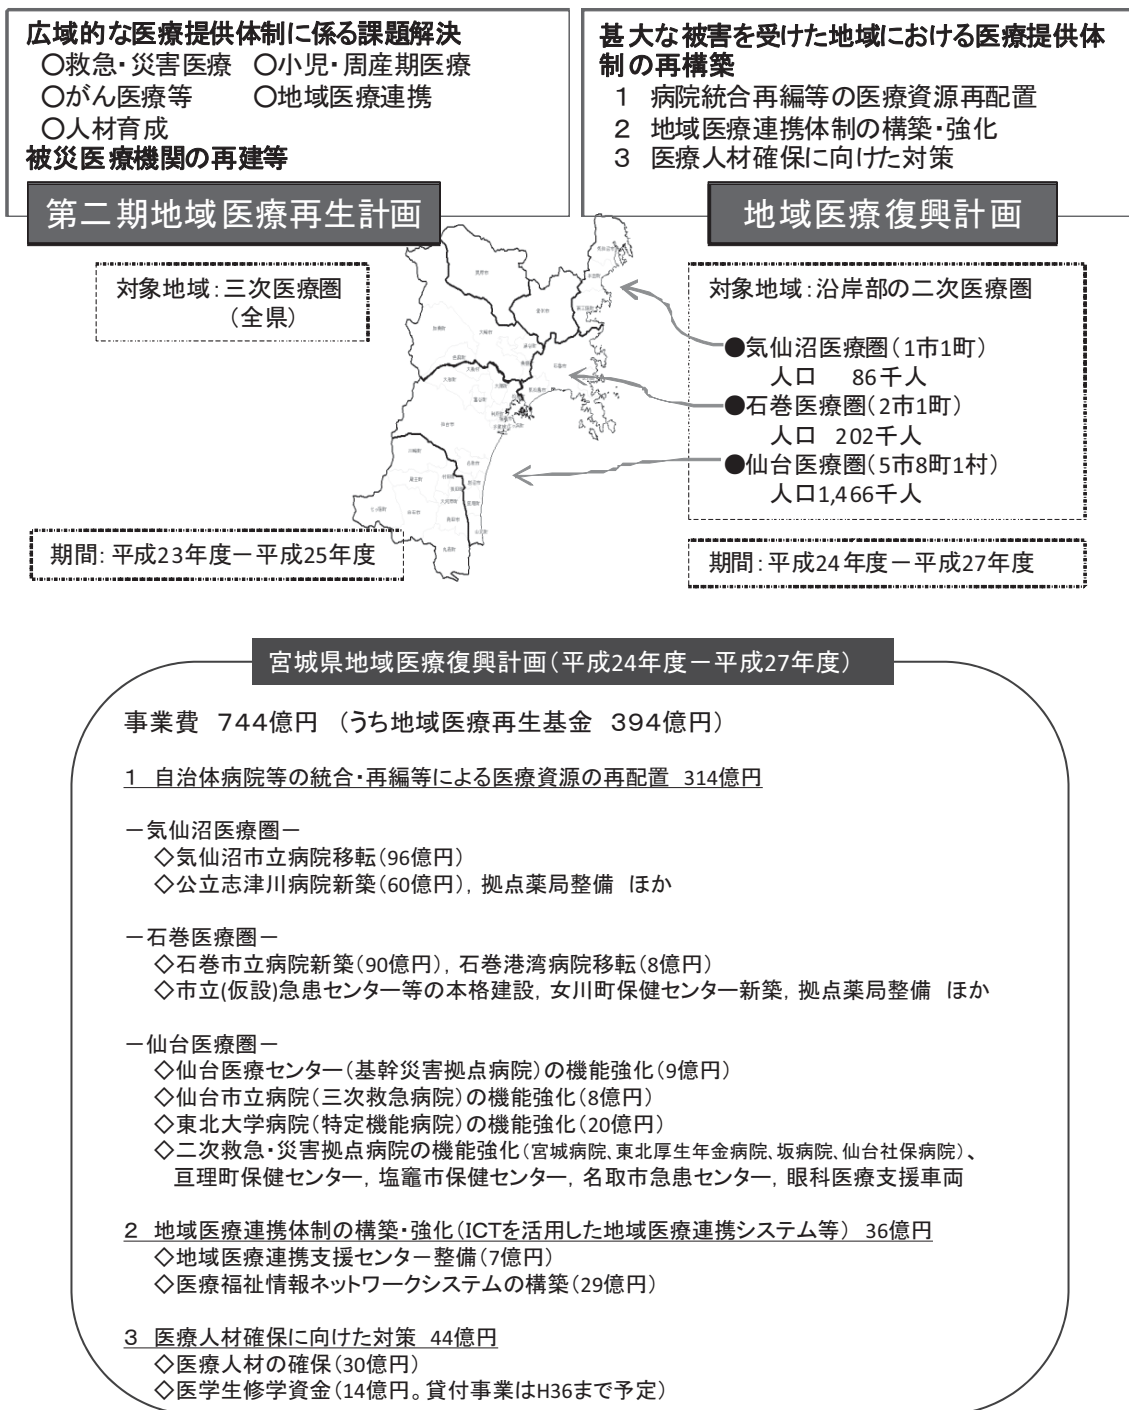 広域的な医療提供体制に係る課題解決
〇救急・災害医療　〇小児・周産期医療
〇がん医療等　〇地域医療連携
〇人材育成
被災医療機関の再建等
第二期地域医療再生計画
対象地域：三次医療圏
（全県）
期間：平成23年度－平成25年度
甚大な被害を受けた地域における医療提供体
制の再構築
１　病院統合再編等の医療資源再配置
２　地域医療連携体制の構築・強化
３　医療人材確保に向けた対策
地域医療復興計画
対象地域：沿岸部の二次医療圏
●気仙沼医療圏（1市1町）
人口　86千人
●石巻医療圏（2市1町）
人口　202千人
●仙台医療圏（5市8町1村）
人口1,466千人
期間：平成24年度－平成27年度
宮城県地域医療復興計画（平成24年度－平成27年度）
事業費　７４４億円　（うち地域医療再生基金　３９４億円）
１　自治体病院等の統合・再編等による医療資源の再配置　314億円
－気仙沼医療圏－
◇気仙沼市立病院移転（96億円）
◇公立志津川病院新築（60億円），拠点薬局整備　ほか
－石巻医療圏－
◇石巻市立病院新築（90億円），石巻港湾病院移転（8億円）
◇市立(仮設)急患センター等の本格建設，女川町保健センター新築，拠点薬局整備　ほか
－仙台医療圏－
◇仙台医療センター（基幹災害拠点病院）の機能強化（9億円）
◇仙台市立病院（三次救急病院）の機能強化（8億円）
◇東北大学病院（特定機能病院）の機能強化（20億円）
◇二次救急・災害拠点病院の機能強化（宮城病院、東北厚生年金病院、坂病院、仙台社保病院）、
亘理町保健センター，塩竈市保健センター，名取市急患センター，眼科医療支援車両
２　地域医療連携体制の構築・強化（ICTを活用した地域医療連携システム等）　36億円
◇地域医療連携支援センター整備（7億円）
◇医療福祉情報ネットワークシステムの構築（29億円）
３　医療人材確保に向けた対策　44億円
◇医療人材の確保（30億円）
◇医学生修学資金（14億円。貸付事業はH36まで予定）